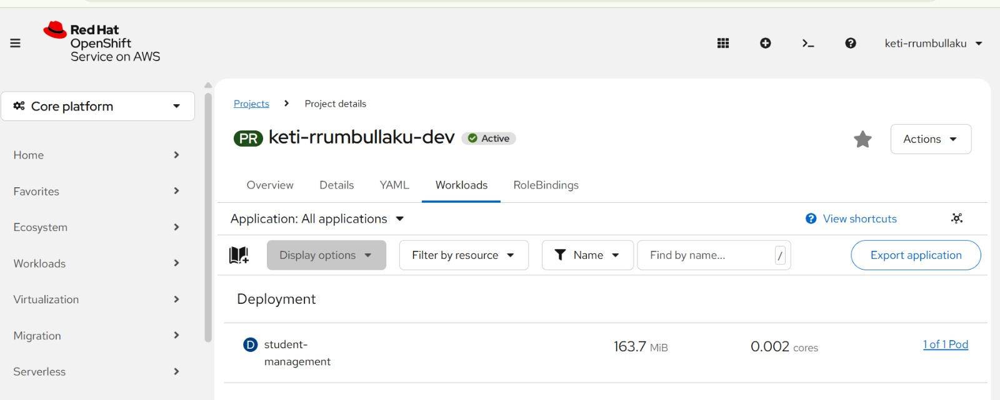 Red Hat
OpenShift
Service on AWS
keti-rrumbullaku
Core platform
Home
Favorites
Ecosystem
Workloads
Virtualization
Migration
Serverless
Projects > Project details
PR keti-rrumbullaku-dev Active
Actions
Overview Details YAML Workloads RoleBindings
Application: All applications
View shortcuts
Display options Filter by resource Name Find by name... / Export application
Deployment
D student-
management
163.7 MiB 0.002 cores 1 of 1 Pod